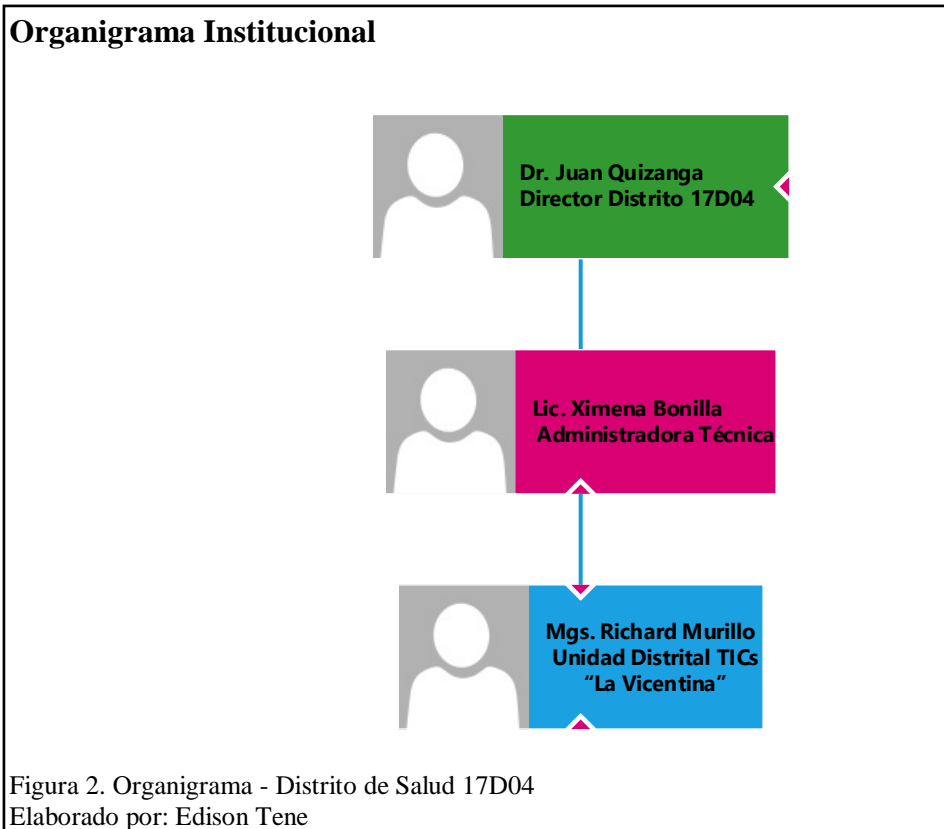 Organigrama Institucional
Dr. Juan Quizanga
Director Distrito 17D04
Lic. Ximena Bonilla
Administradora Técnica
Mgs. Richard Murillo
Unidad Distrital TICs
“La Vicentina”
Figura 2. Organigrama - Distrito de Salud 17D04
Elaborado por: Edison Tene